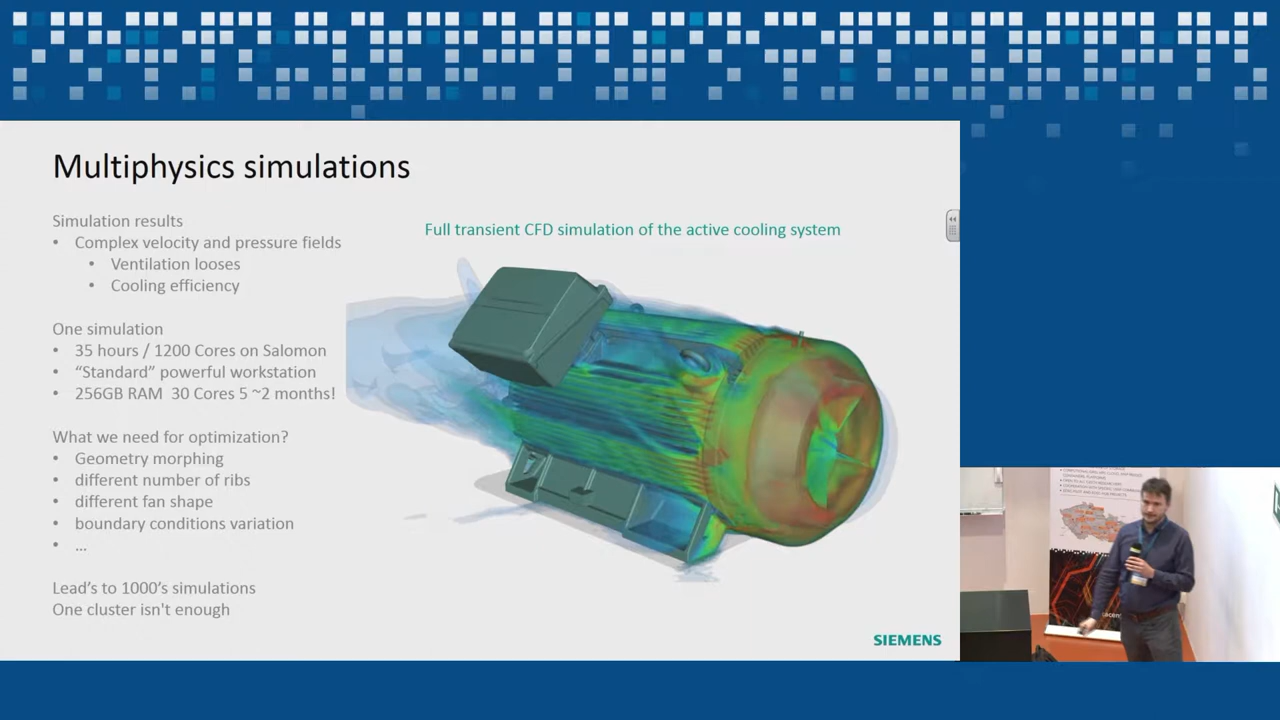 Multiphysics simulations
Simulation results
• Complex velocity and pressure fields
• Ventilation looses
• Cooling efficiency
One simulation
• 35 hours / 1200 Cores on Salomon
• “Standard” powerful workstation
• 256GB RAM 30 Cores 5 ~2 months!
What we need for optimization?
• Geometry morphing
• different number of ribs
• different fan shape
• boundary conditions variation
• ...
Lead’s to 1000’s simulations
One cluster isn't enough
Full transient CFD simulation of the active cooling system
SIEMENS